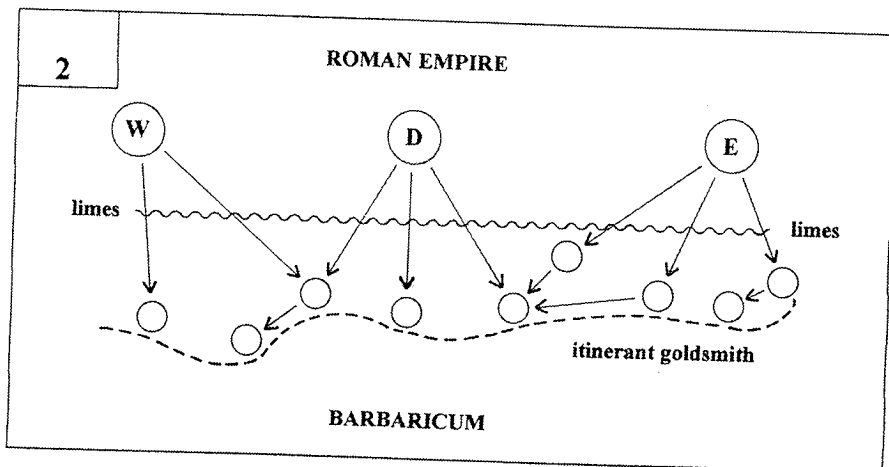 2
ROMAN EMPIRE
W
D
E
limes
limes
itinerant goldsmith
BARBARICUM